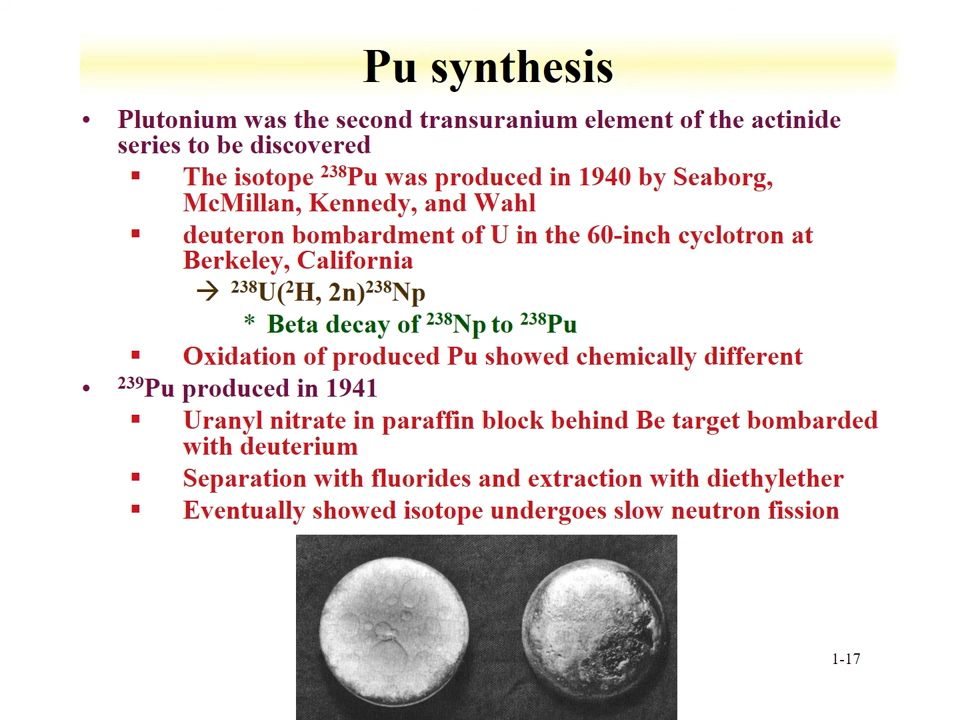 Pu synthesis
• Plutonium was the second transuranium element of the actinide
series to be discovered
▪ The isotope ²³⁸Pu was produced in 1940 by Seaborg,
McMillan, Kennedy, and Wahl
▪ deuteron bombardment of U in the 60-inch cyclotron at
Berkeley, California
→ ²³⁸U(²H, 2n)²³⁸Np
* Beta decay of ²³⁸Np to ²³⁸Pu
▪ Oxidation of produced Pu showed chemically different
• ²³⁹Pu produced in 1941
▪ Uranyl nitrate in paraffin block behind Be target bombarded
with deuterium
▪ Separation with fluorides and extraction with diethylether
▪ Eventually showed isotope undergoes slow neutron fission
1-17